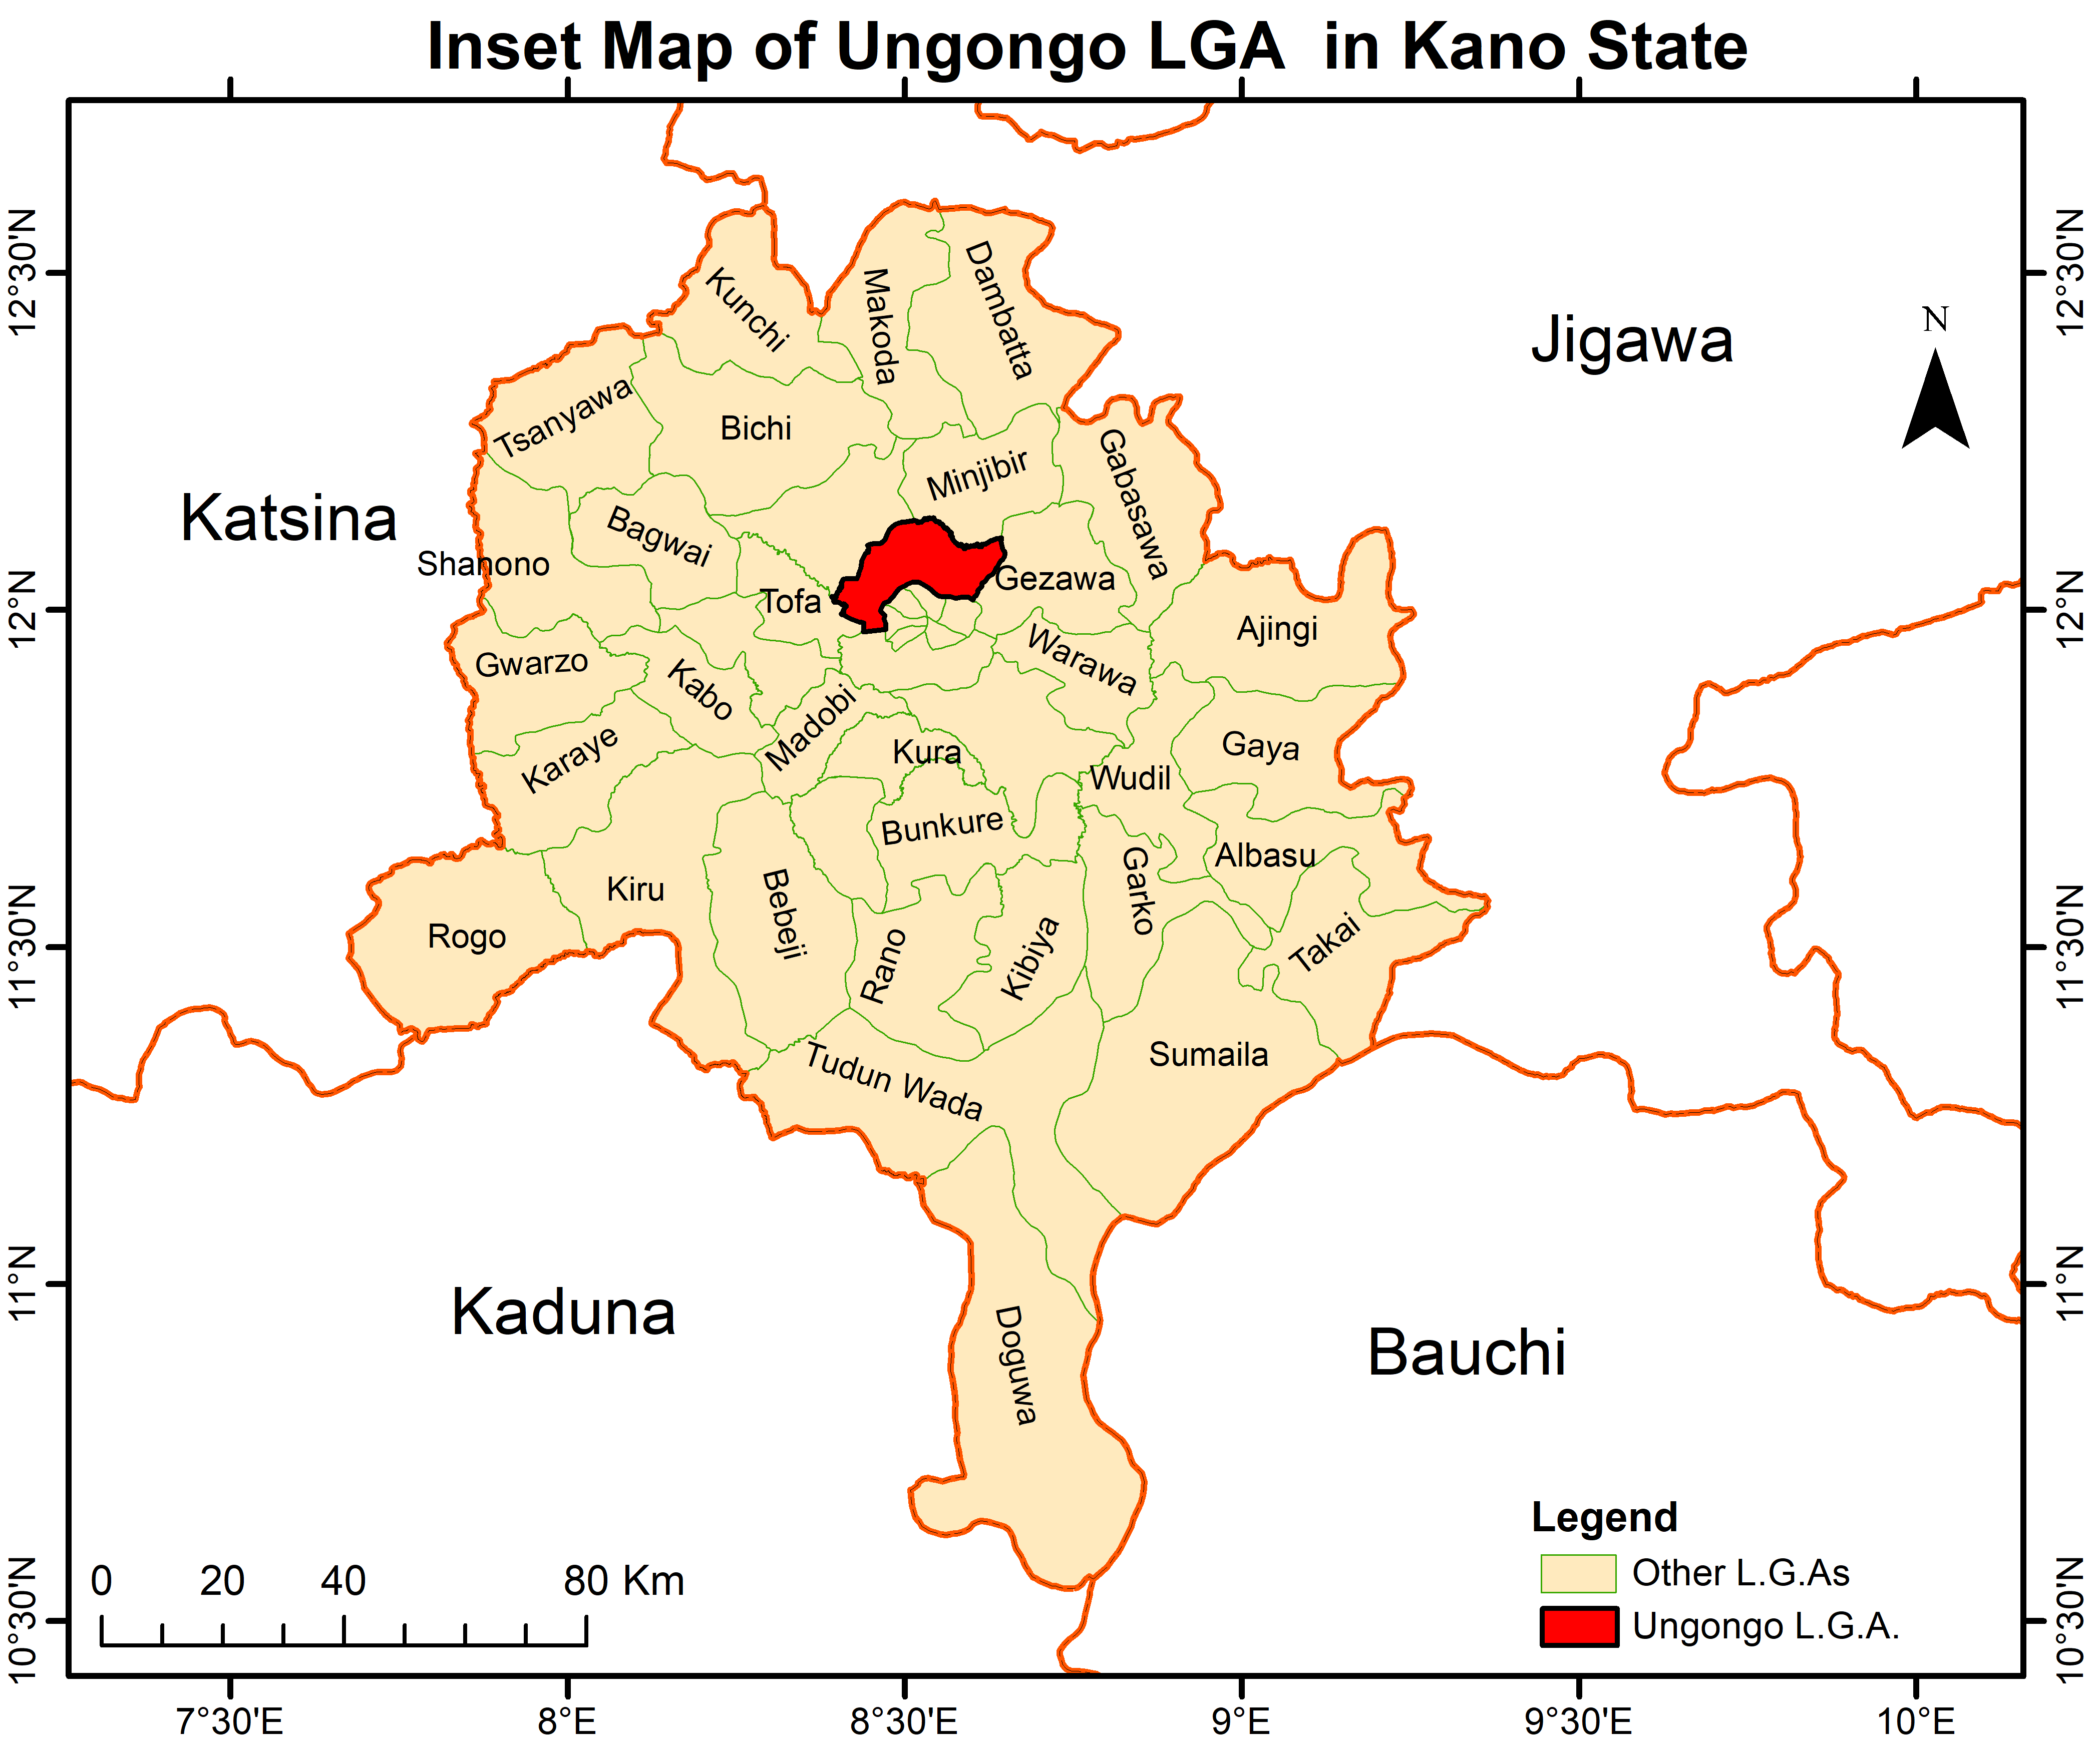 Inset Map of Ungongo LGA  in Kano State
12°30'N
12°N
11°30'N
11°N
10°30'N
12°30'N
12°N
11°30'N
11°N
10°30'N
Kunchi
Makoda
Dambatta
Jigawa
N
Tsanyawa
Bichi
Minjibir
Gabasawa
Katsina
Bagwai
Shanono
Gezawa
Tofa
Ajingi
Gwarzo
Kabo
Warawa
Madobi
Karaye
Kura
Gaya
Wudil
Bunkure
Albasu
Garko
Kiru
Bebeji
Rogo
Rano
Kibiya
Takai
Tudun Wada
Sumaila
Kaduna
Doguwa
Bauchi
Legend
Other L.G.As
Ungongo L.G.A.
0 20 40 80 Km
7°30'E 8°E 8°30'E 9°E 9°30'E 10°E